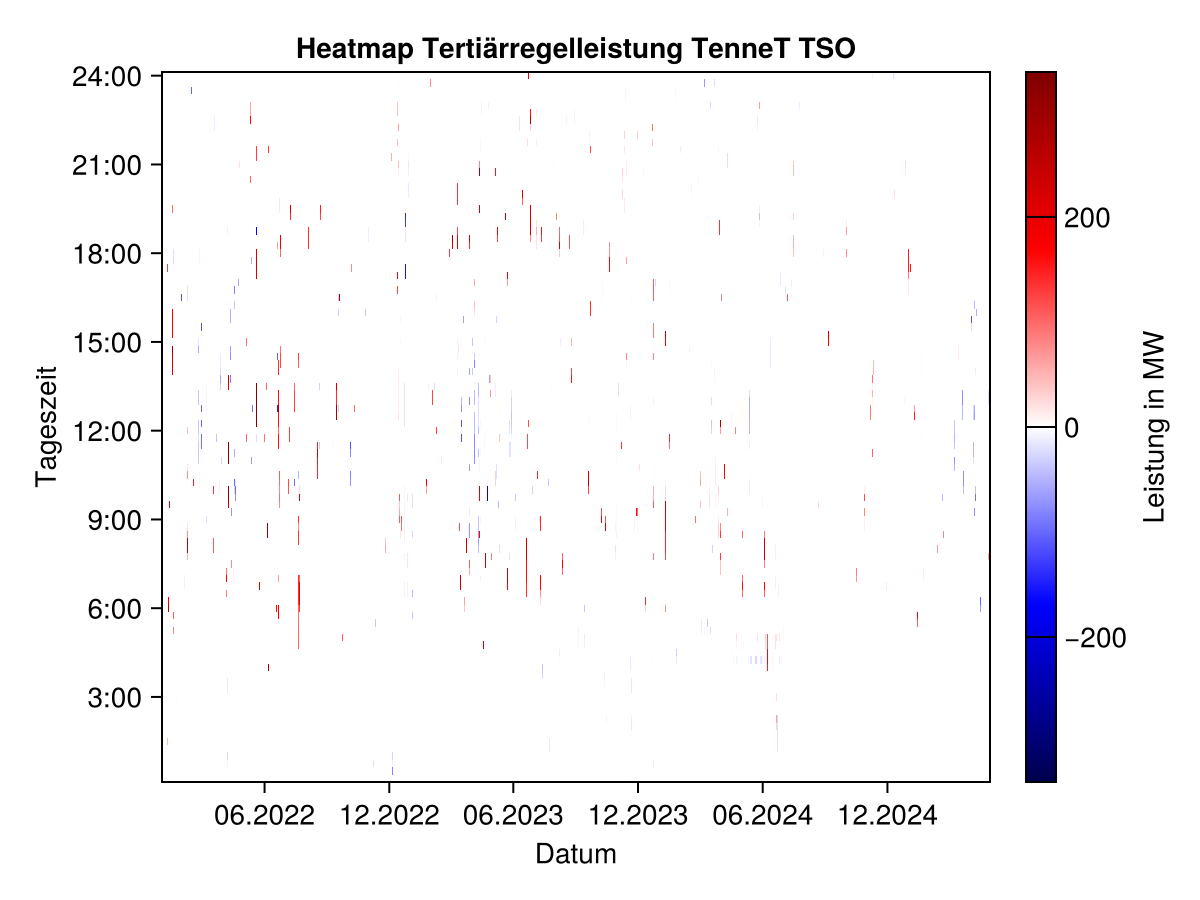 Heatmap Tertiärregelleistung TenneT TSO
24:00
21:00
18:00
15:00
12:00
9:00
6:00
3:00
Tageszeit
06.2022 12.2022 06.2023 12.2023 06.2024 12.2024
Datum
200
0
−200
Leistung in MW